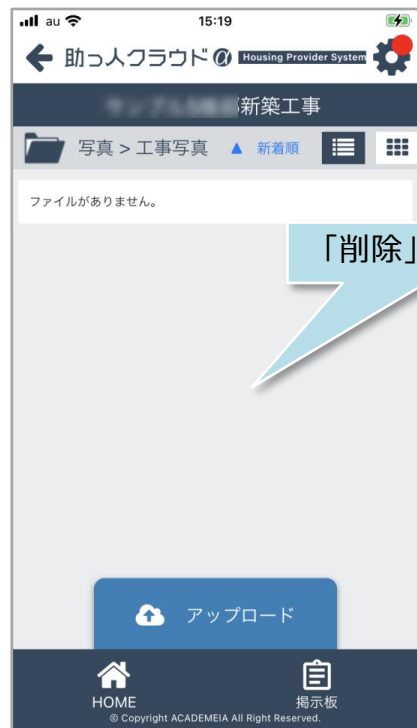 au 15:19
助っ人クラウドα Housing Provider System
新築工事
写真 > 工事写真 ▲ 新着順
ファイルがありません。
「削除」
アップロード
HOME 掲示板
© Copyright ACADEMEIA All Right Reserved.